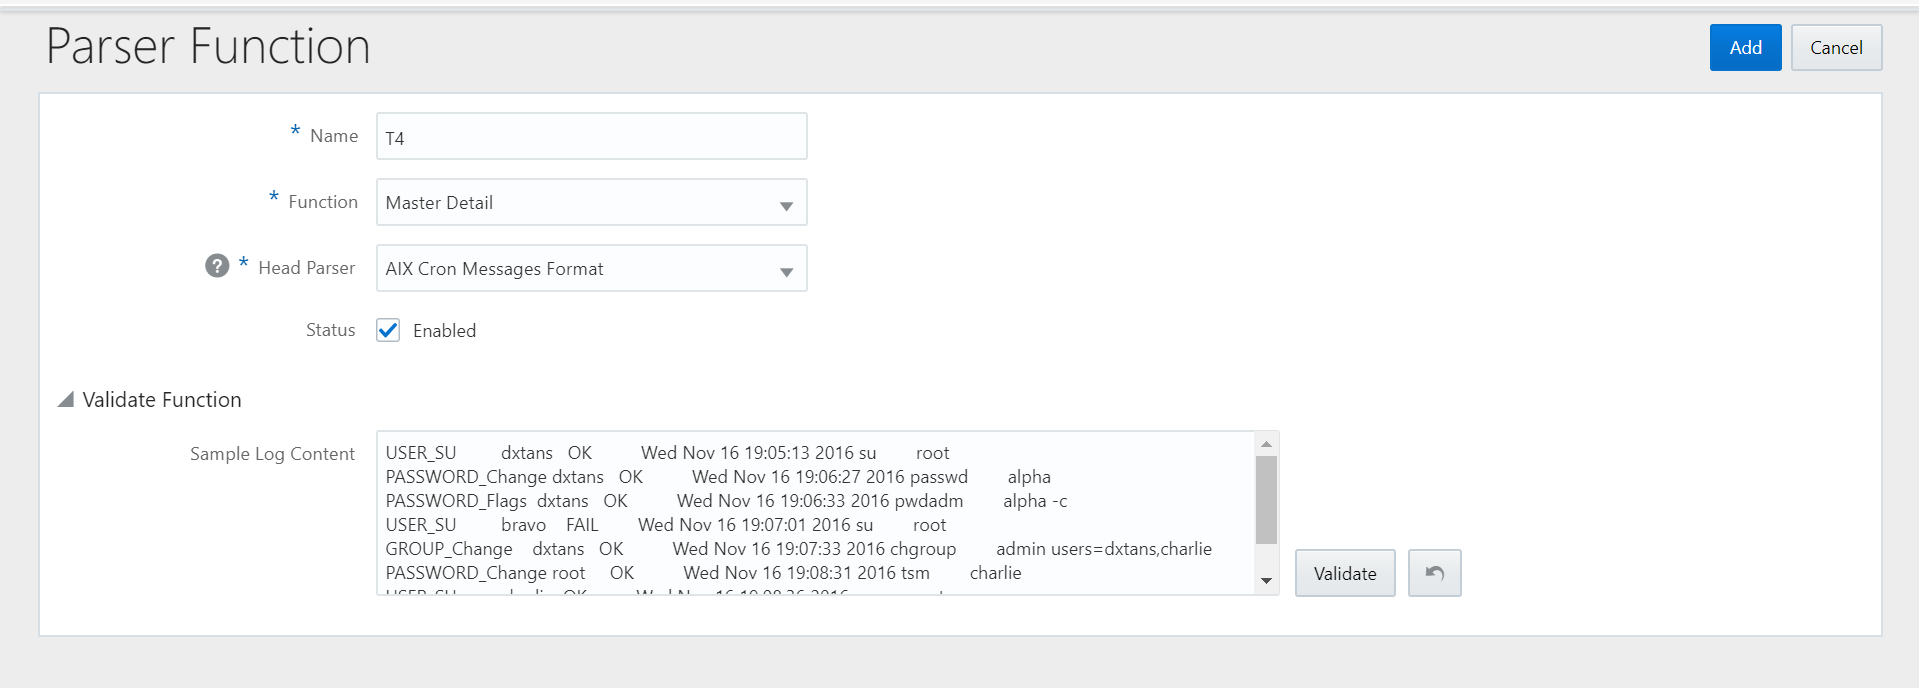 Parser Function
Add
Cancel
* Name
T4
* Function
Master Detail
? * Head Parser
AIX Cron Messages Format
Status
Enabled
Validate Function
Sample Log Content
USER_SU dxtans OK Wed Nov 16 19:05:13 2016 su root
PASSWORD_Change dxtans OK Wed Nov 16 19:06:27 2016 passwd alpha
PASSWORD_Flags dxtans OK Wed Nov 16 19:06:33 2016 pwdadm alpha -c
USER_SU bravo FAIL Wed Nov 16 19:07:01 2016 su root
GROUP_Change dxtans OK Wed Nov 16 19:07:33 2016 chgroup admin users=dxtans,charlie
PASSWORD_Change root OK Wed Nov 16 19:08:31 2016 tsm charlie
Validate